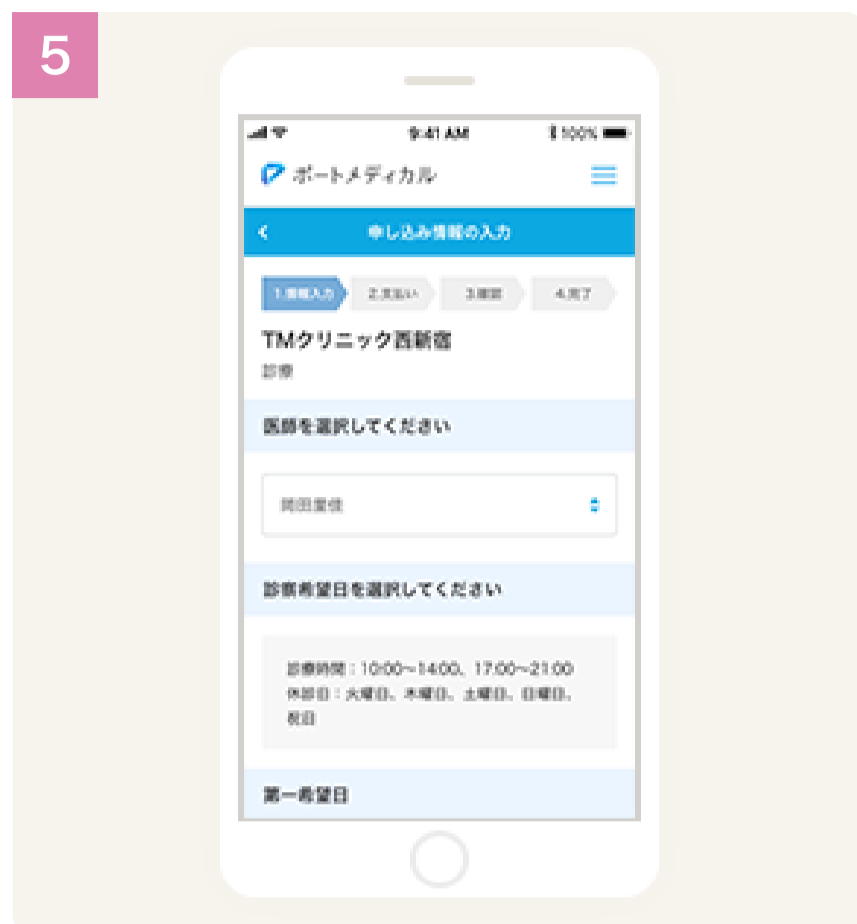 5
9:41 AM
100%
ポートメディカル
申し込み情報の入力
1.情報入力
2.支払い
3.確認
4.完了
TMクリニック西新宿
診療
医師を選択してください
岡田里佳
診察希望日を選択してください
診療時間：10:00〜14:00、17:00〜21:00
休診日：火曜日、木曜日、土曜日、日曜日、
祝日
第一希望日